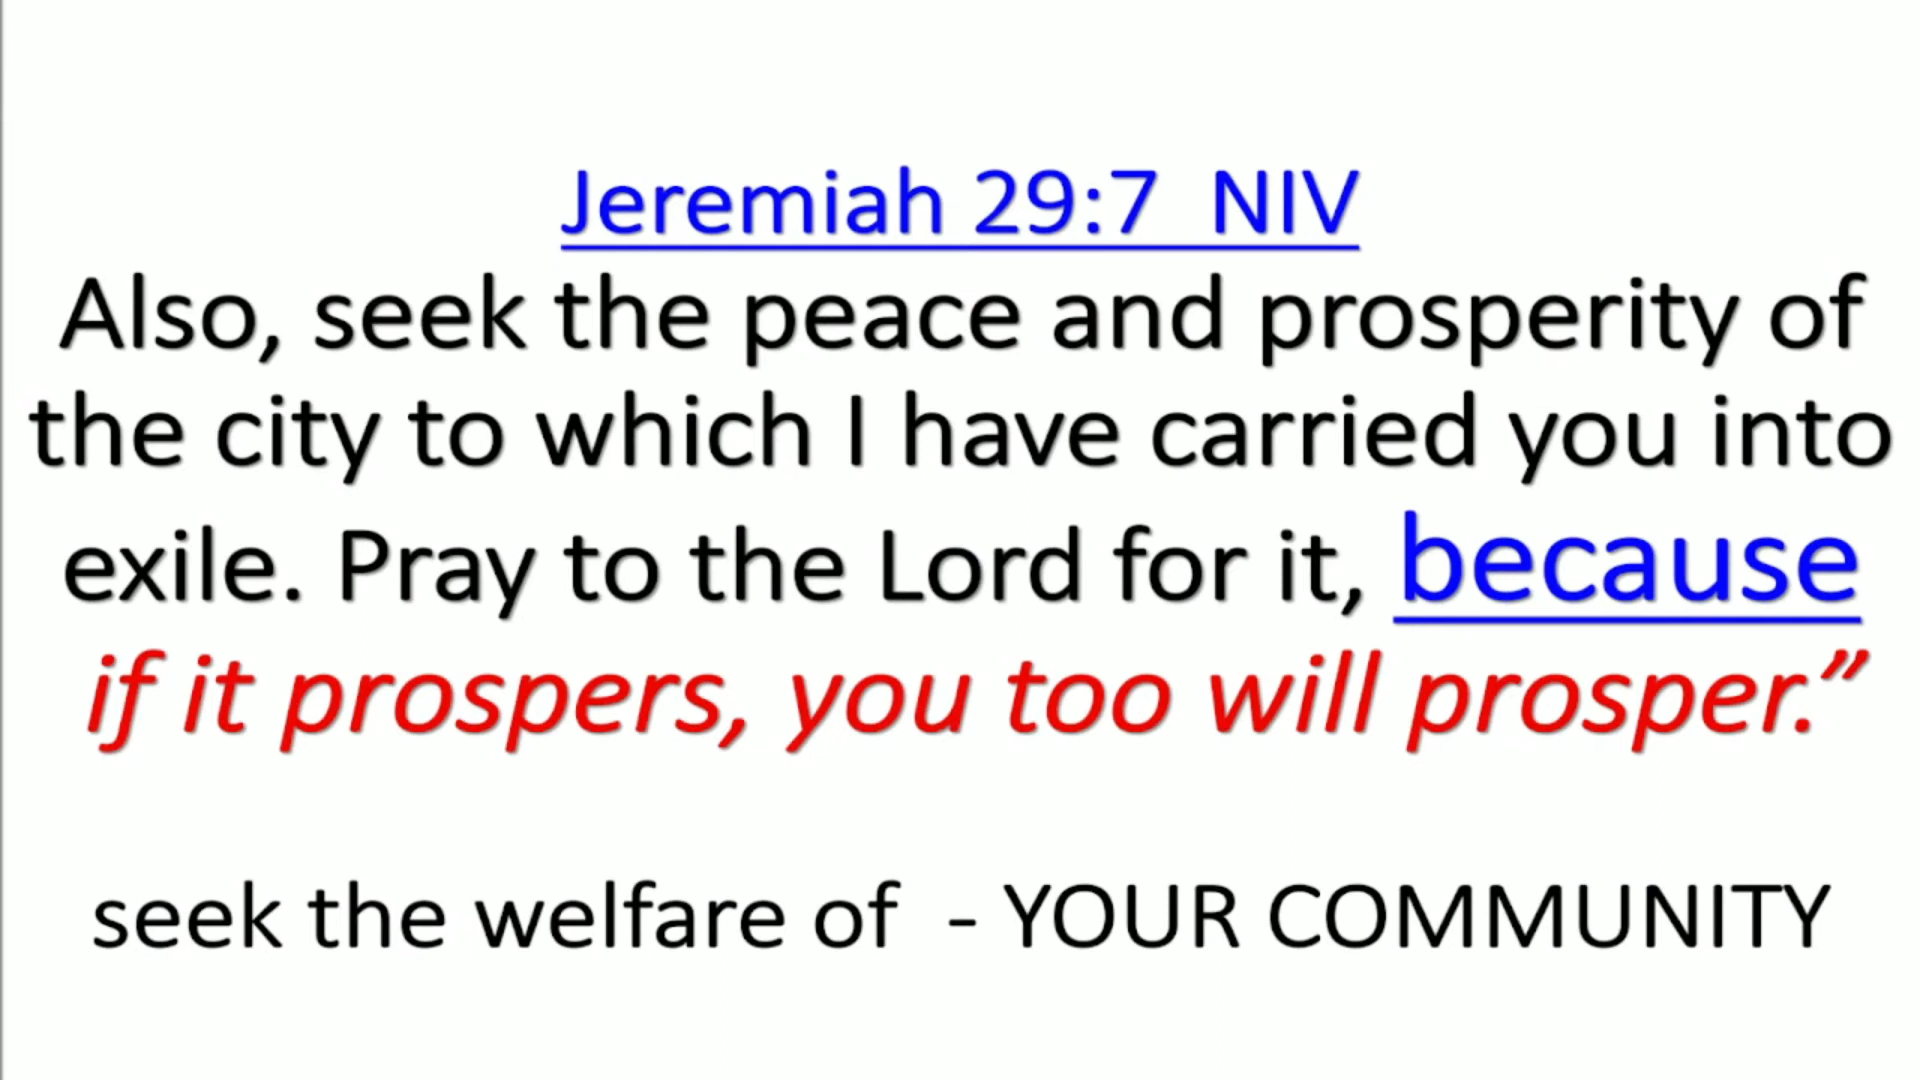 Jeremiah 29:7  NIV
Also, seek the peace and prosperity of
the city to which I have carried you into
exile. Pray to the Lord for it, because
if it prospers, you too will prosper.”
seek the welfare of  - YOUR COMMUNITY